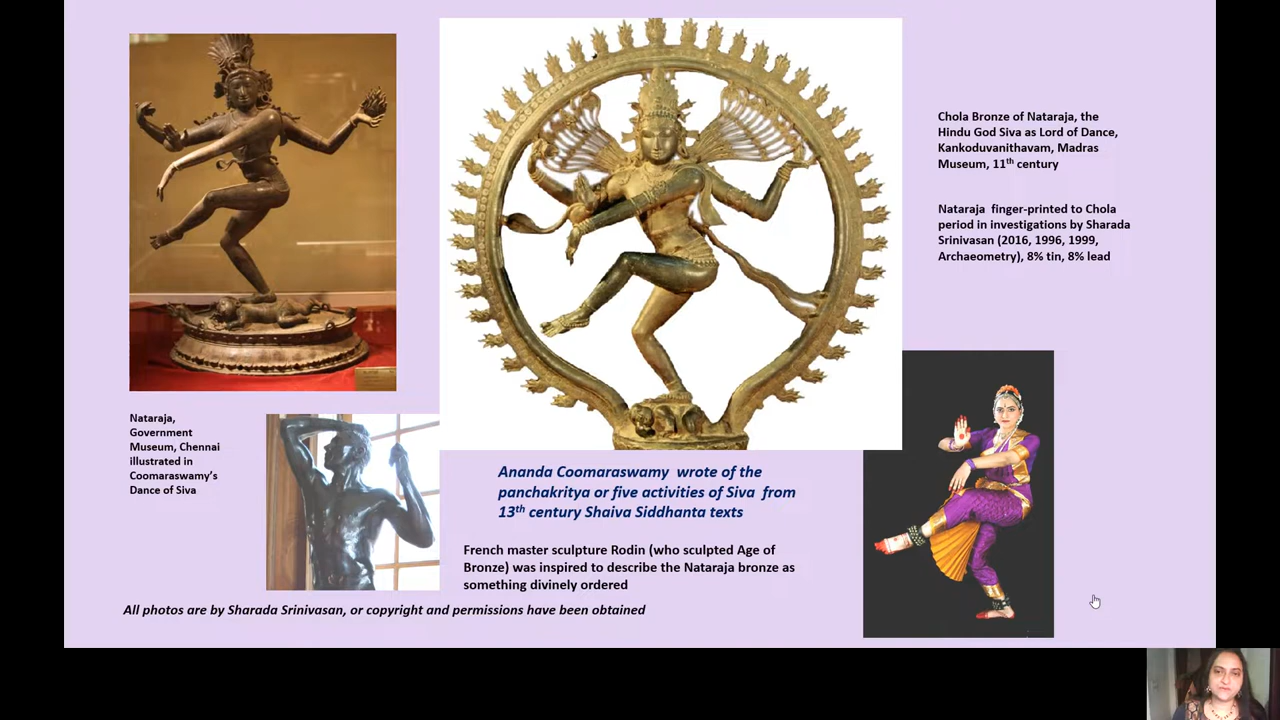 Chola Bronze of Nataraja, the
Hindu God Siva as Lord of Dance,
Kankoduvanithavam, Madras
Museum, 11th century
Nataraja finger-printed to Chola
period in investigations by Sharada
Srinivasan (2016, 1996, 1999,
Archaeometry), 8% tin, 8% lead
Nataraja,
Government
Museum, Chennai
illustrated in
Coomaraswamy's
Dance of Siva
Ananda Coomaraswamy wrote of the
panchakritya or five activities of Siva from
13th century Shaiva Siddhanta texts
French master sculpture Rodin (who sculpted Age of
Bronze) was inspired to describe the Nataraja bronze as
something divinely ordered
All photos are by Sharada Srinivasan, or copyright and permissions have been obtained